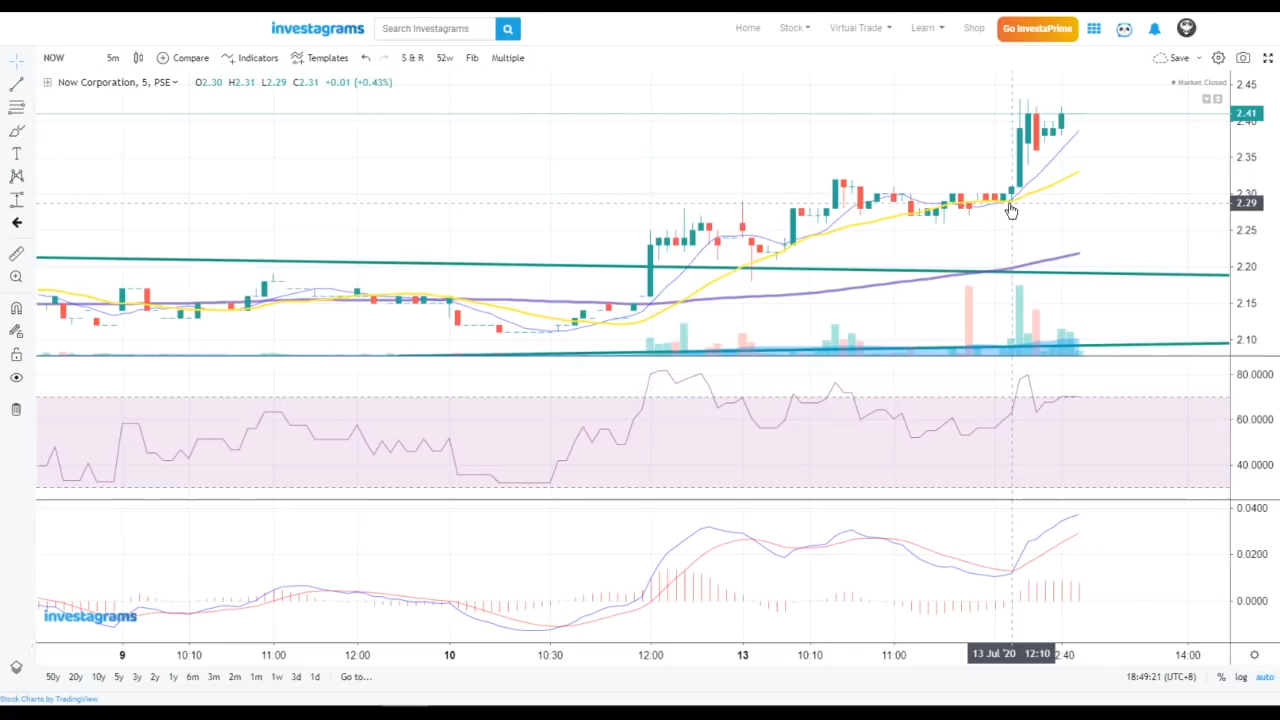 investagrams
Search Investagrams
Home Stock Virtual Trade Learn Shop Go InvestaPrime
NOW 5m Compare Indicators Templates S & R 52w Fib Multiple Save
Now Corporation, 5, PSE O2.30 H2.31 L2.29 C2.31 +0.01 (+0.43%)
Market Closed
2.45
2.41
2.40
2.35
2.30
2.29
2.25
2.20
2.15
2.10
80.0000
60.0000
40.0000
0.0400
0.0200
0.0000
investagrams
9 10:10 11:00 12:00 10 10:30 12:00 13 10:10 11:00 13 Jul '20 12:10 2:40 14:00
50y 20y 10y 5y 3y 2y 1y 6m 3m 2m 1m 1w 3d 1d Go to... 18:49:21 (UTC+8) % log auto
Stock Charts by TradingView